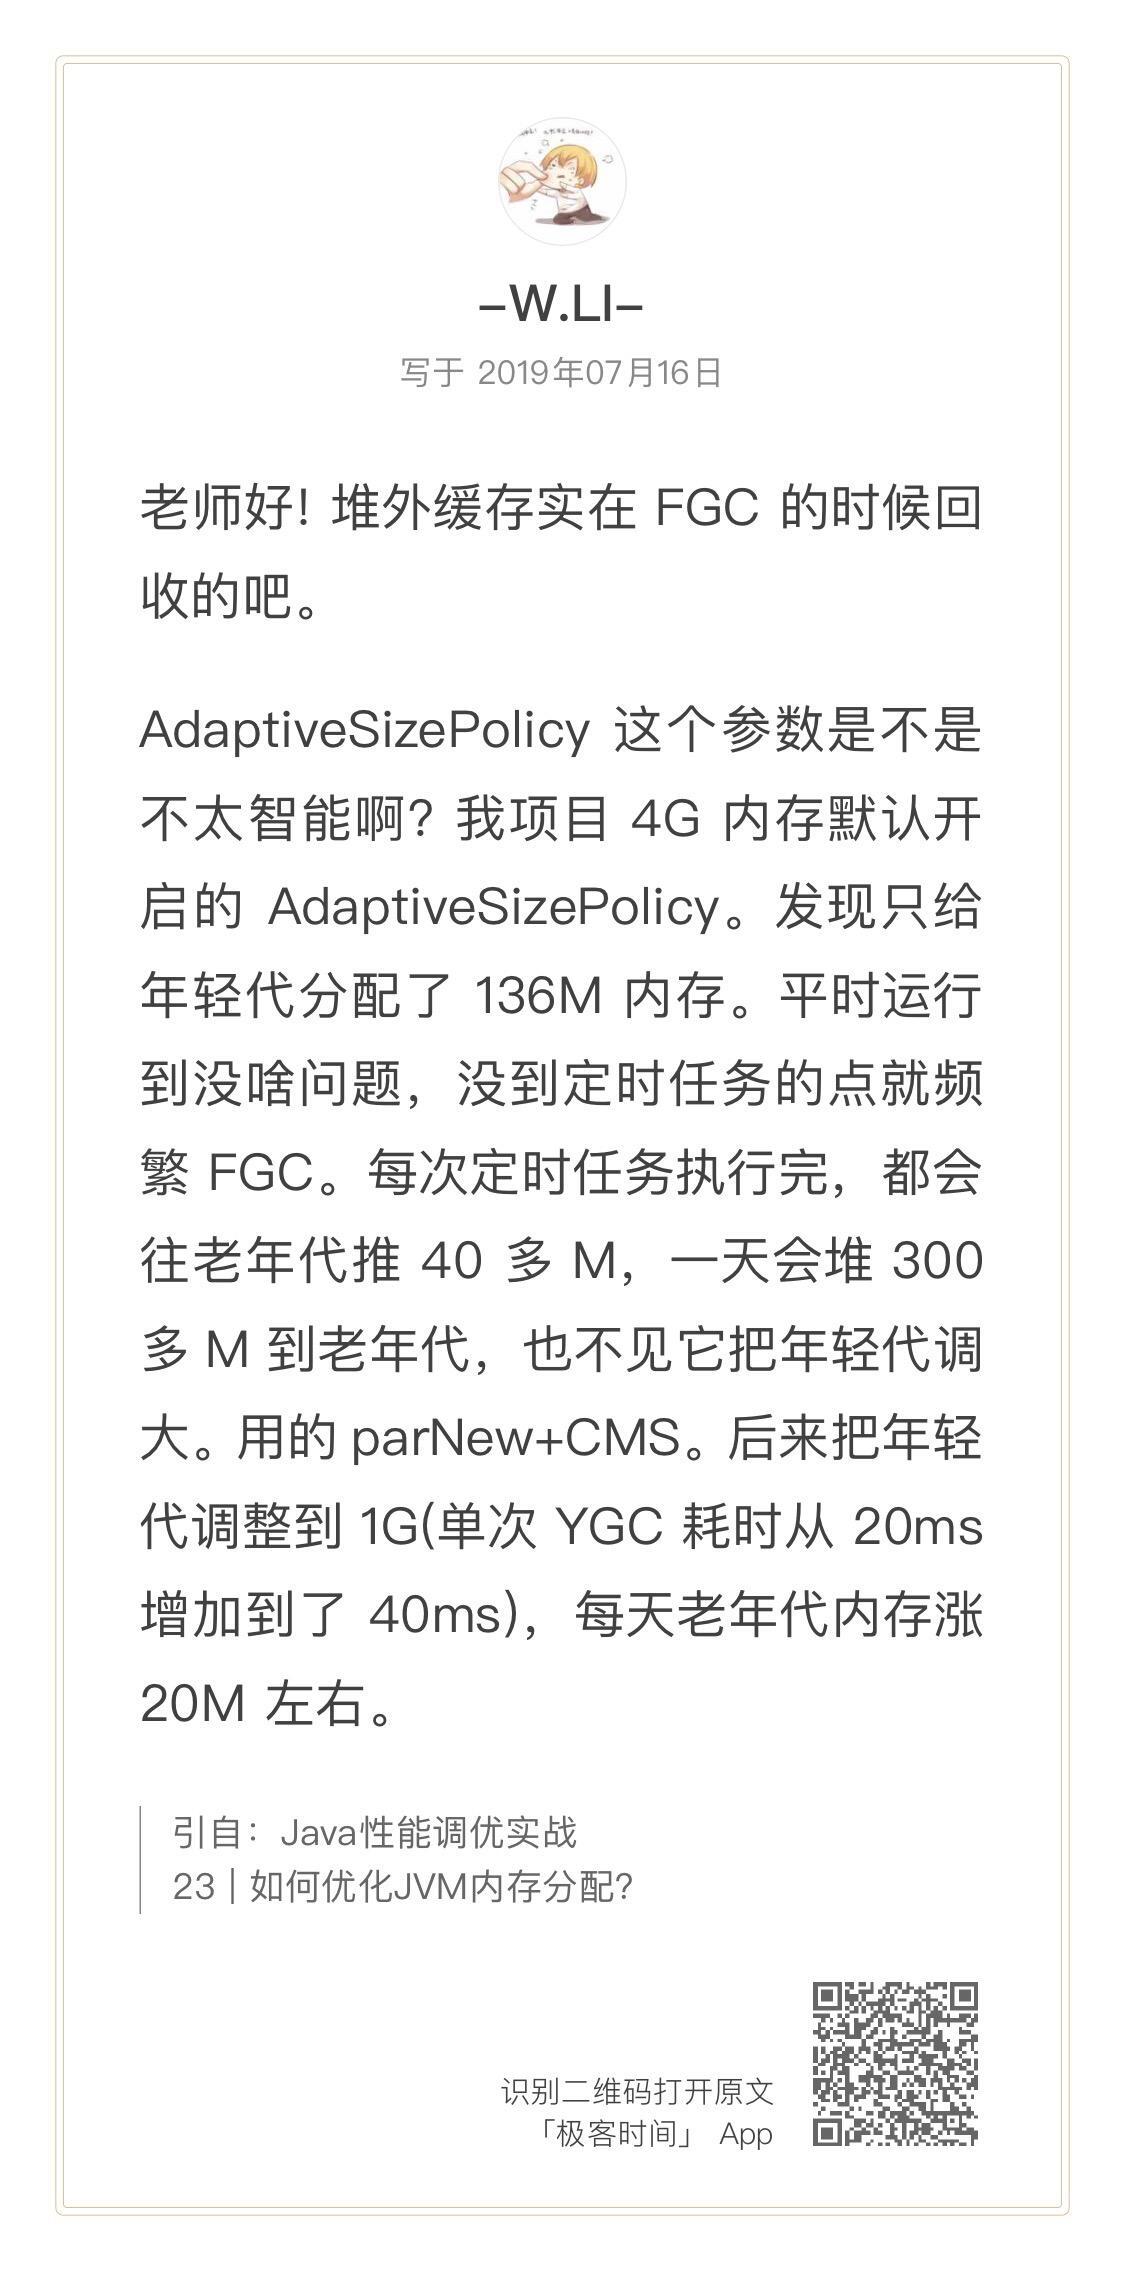 –W.LI–
写于 2019年07月16日
老师好！堆外缓存实在 FGC 的时候回
收的吧。
AdaptiveSizePolicy 这个参数是不是
不太智能啊？我项目 4G 内存默认开
启的 AdaptiveSizePolicy。发现只给
年轻代分配了 136M 内存。平时运行
到没啥问题，没到定时任务的点就频
繁 FGC。每次定时任务执行完，都会
往老年代推 40 多 M，一天会堆 300
多 M 到老年代，也不见它把年轻代调
大。用的 parNew+CMS。后来把年轻
代调整到 1G(单次 YGC 耗时从 20ms
增加到了 40ms)，每天老年代内存涨
20M 左右。
引自：Java性能调优实战
23 | 如何优化JVM内存分配？
识别二维码打开原文
「极客时间」 App